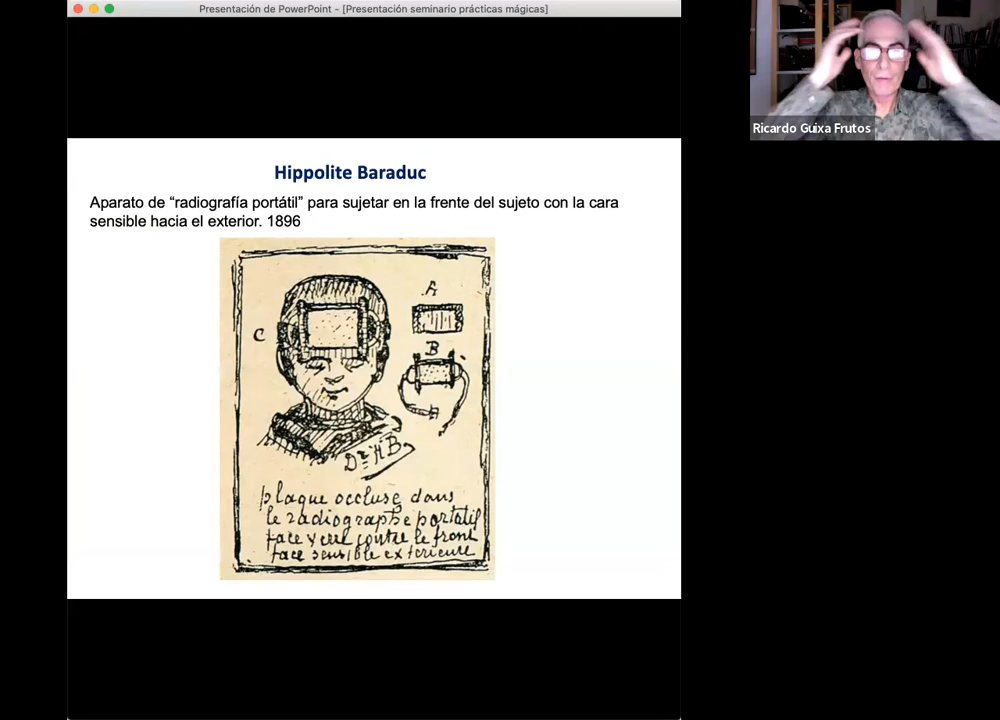 Presentación de PowerPoint - [Presentación seminario prácticas mágicas]
Ricardo Guixa Frutos
Hippolite Baraduc
Aparato de “radiografía portátil” para sujetar en la frente del sujeto con la cara
sensible hacia el exterior. 1896
A
C
B
Dr HB.
plaque occluse dans
le radiographe portatif
face verre contre le front
face sensible exterieure